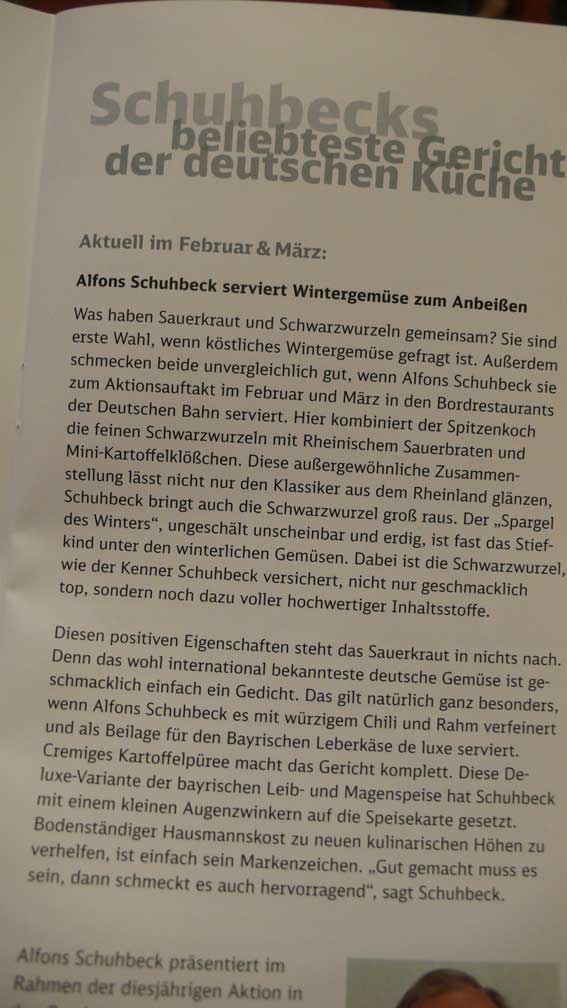 Schuhbecks
beliebteste Gericht
der deutschen Küche
Aktuell im Februar & März:
Alfons Schuhbeck serviert Wintergemüse zum Anbeißen
Was haben Sauerkraut und Schwarzwurzeln gemeinsam? Sie sind
erste Wahl, wenn köstliches Wintergemüse gefragt ist. Außerdem
schmecken beide unvergleichlich gut, wenn Alfons Schuhbeck sie
zum Aktionsauftakt im Februar und März in den Bordrestaurants
der Deutschen Bahn serviert. Hier kombiniert der Spitzenkoch
die feinen Schwarzwurzeln mit Rheinischem Sauerbraten und
Mini-Kartoffelklößchen. Diese außergewöhnliche Zusammen-
stellung lässt nicht nur den Klassiker aus dem Rheinland glänzen,
Schuhbeck bringt auch die Schwarzwurzel groß raus. Der „Spargel
des Winters“, ungeschält unscheinbar und erdig, ist fast das Stief-
kind unter den winterlichen Gemüsen. Dabei ist die Schwarzwurzel,
wie der Kenner Schuhbeck versichert, nicht nur geschmacklich
top, sondern noch dazu voller hochwertiger Inhaltsstoffe.
Diesen positiven Eigenschaften steht das Sauerkraut in nichts nach.
Denn das wohl international bekannteste deutsche Gemüse ist ge-
schmacklich einfach ein Gedicht. Das gilt natürlich ganz besonders,
wenn Alfons Schuhbeck es mit würzigem Chili und Rahm verfeinert
und als Beilage für den Bayrischen Leberkäse de luxe serviert.
Cremiges Kartoffelpüree macht das Gericht komplett. Diese De-
luxe-Variante der bayrischen Leib- und Magenspeise hat Schuhbeck
mit einem kleinen Augenzwinkern auf die Speisekarte gesetzt.
Bodenständiger Hausmannskost zu neuen kulinarischen Höhen zu
verhelfen, ist einfach sein Markenzeichen. „Gut gemacht muss es
sein, dann schmeckt es auch hervorragend“, sagt Schuhbeck.
Alfons Schuhbeck präsentiert im
Rahmen der diesjährigen Aktion in